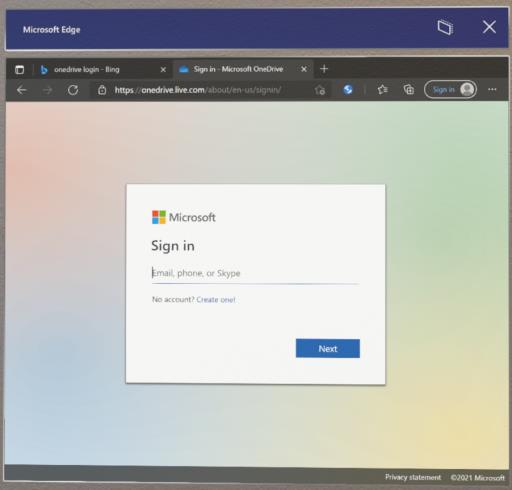 Microsoft Edge
onedrive login - Bing
Sign in - Microsoft OneDrive
https://onedrive.live.com/about/en-us/signin/
Sign in
Microsoft
Sign in
Email, phone, or Skype
No account? Create one!
Next
Privacy statement ©2021 Microsoft